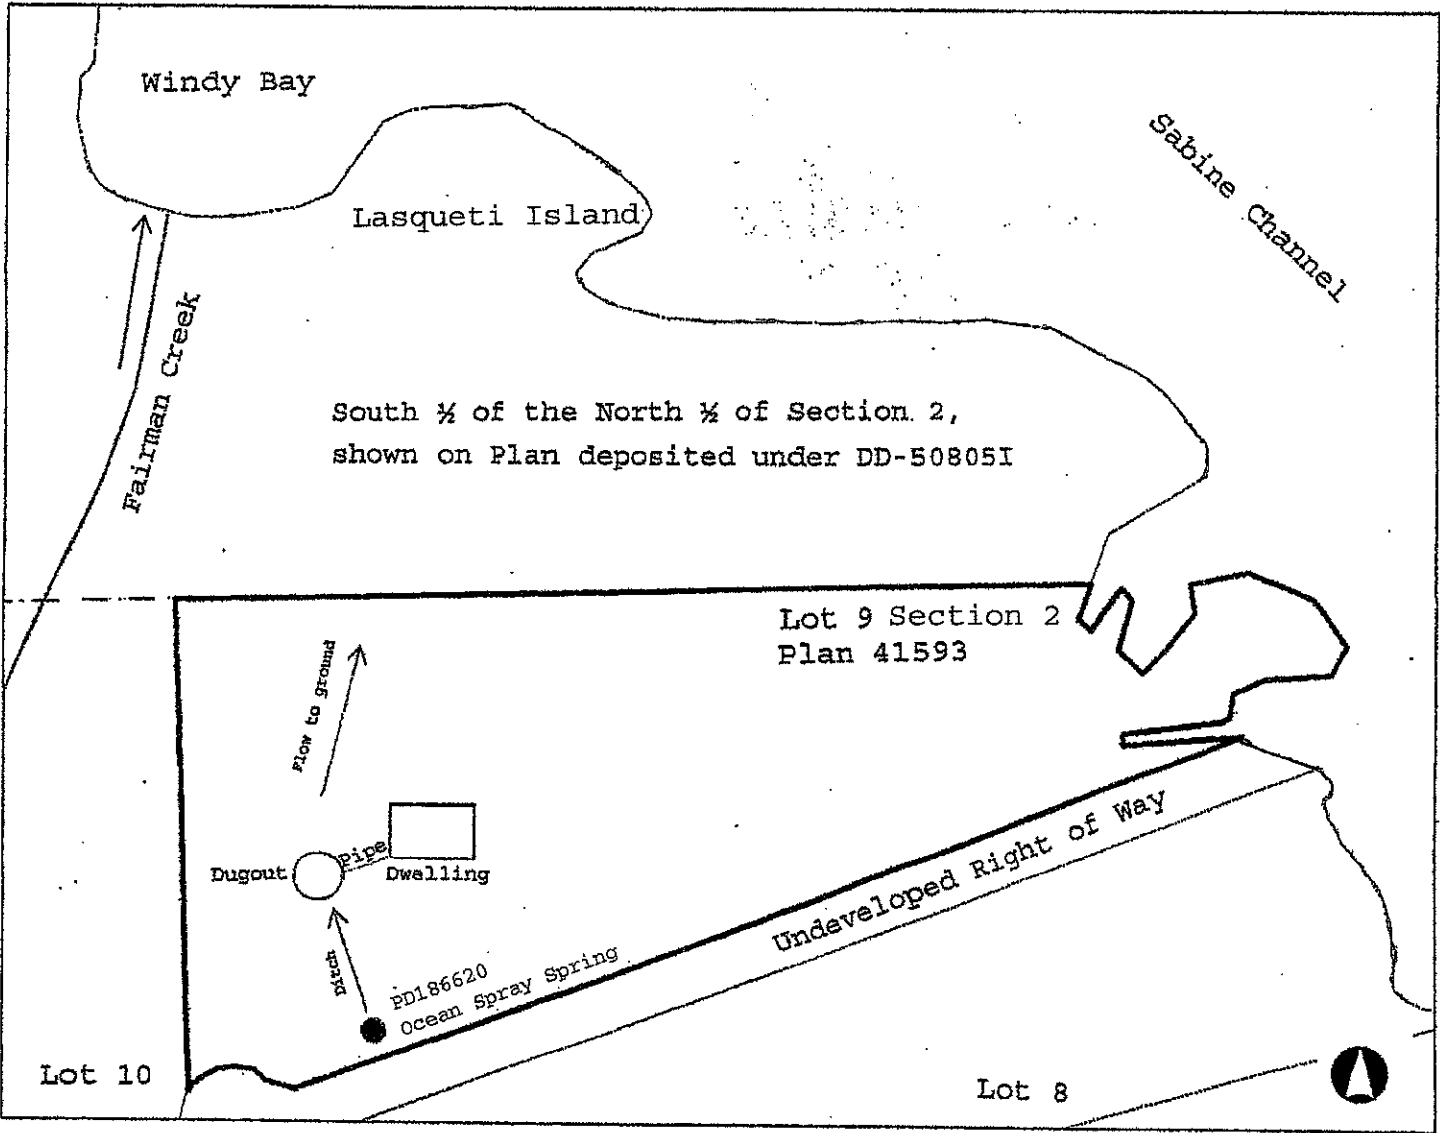 Windy Bay
Sabine Channel
Lasqueti Island
Fairman Creek
South ½ of the North ½ of Section 2,
shown on Plan deposited under DD-50805I
Lot 9 Section 2
Plan 41593
Flow to ground
Dugout
Pipe
Dwelling
Ditch
PD186620
Ocean Spray Spring
Undeveloped Right of Way
Lot 10
Lot 8